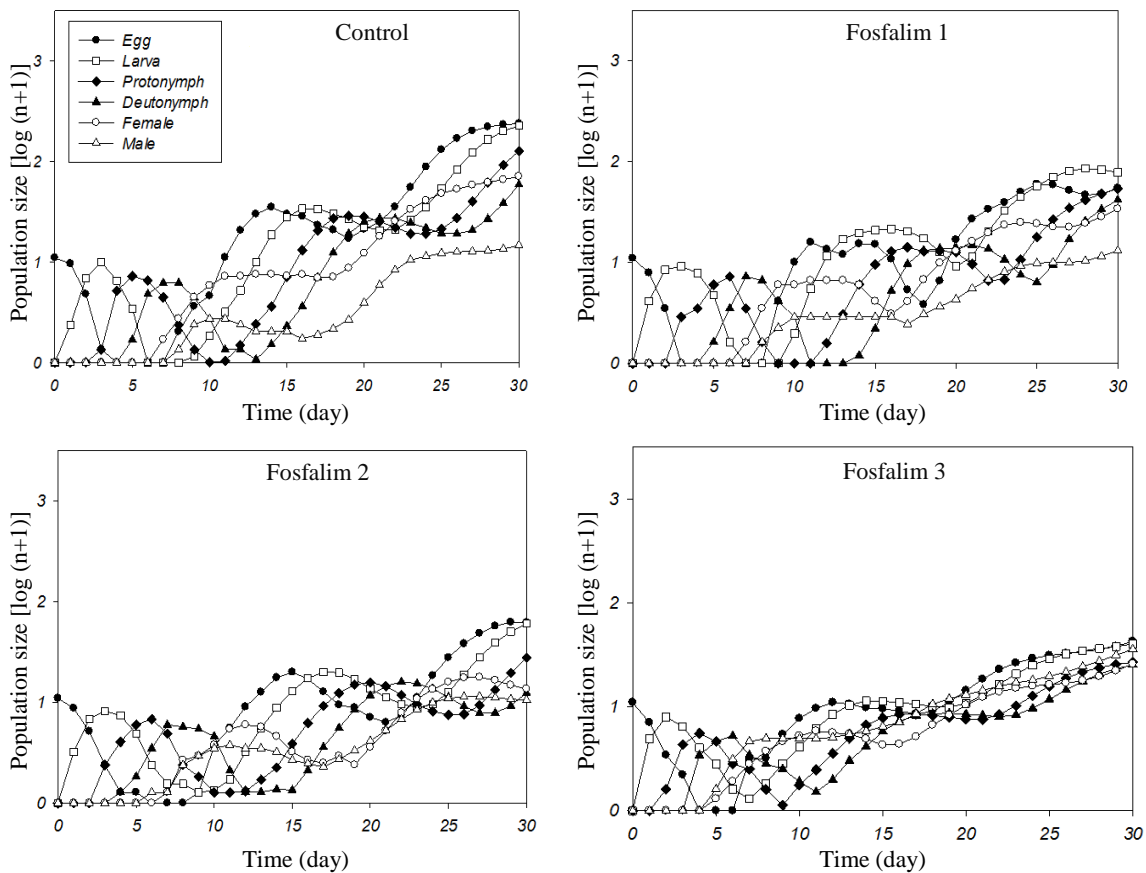 Control
Population size [log (n+1)]
3
2
1
0
Egg
Larva
Protonymph
Deutonymph
Female
Male
0 5 10 15 20 25 30
Time (day)
Fosfalim 1
Population size [log (n+1)]
3
2
1
0
0 5 10 15 20 25 30
Time (day)
Fosfalim 2
Population size [log (n+1)]
3
2
1
0
0 5 10 15 20 25 30
Time (day)
Fosfalim 3
Population size [log (n+1)]
3
2
1
0
0 5 10 15 20 25 30
Time (day)